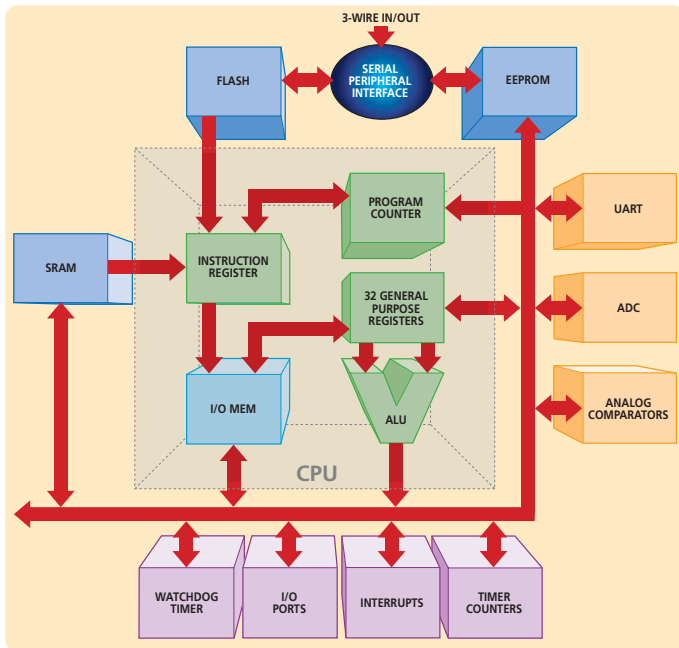 3-WIRE IN/OUT
FLASH
SERIAL
PERIPHERAL
INTERFACE
EEPROM
PROGRAM
COUNTER
UART
SRAM
INSTRUCTION
REGISTER
32 GENERAL
PURPOSE
REGISTERS
ADC
I/O MEM
ALU
ANALOG
COMPARATORS
CPU
WATCHDOG
TIMER
I/O
PORTS
INTERRUPTS
TIMER
COUNTERS